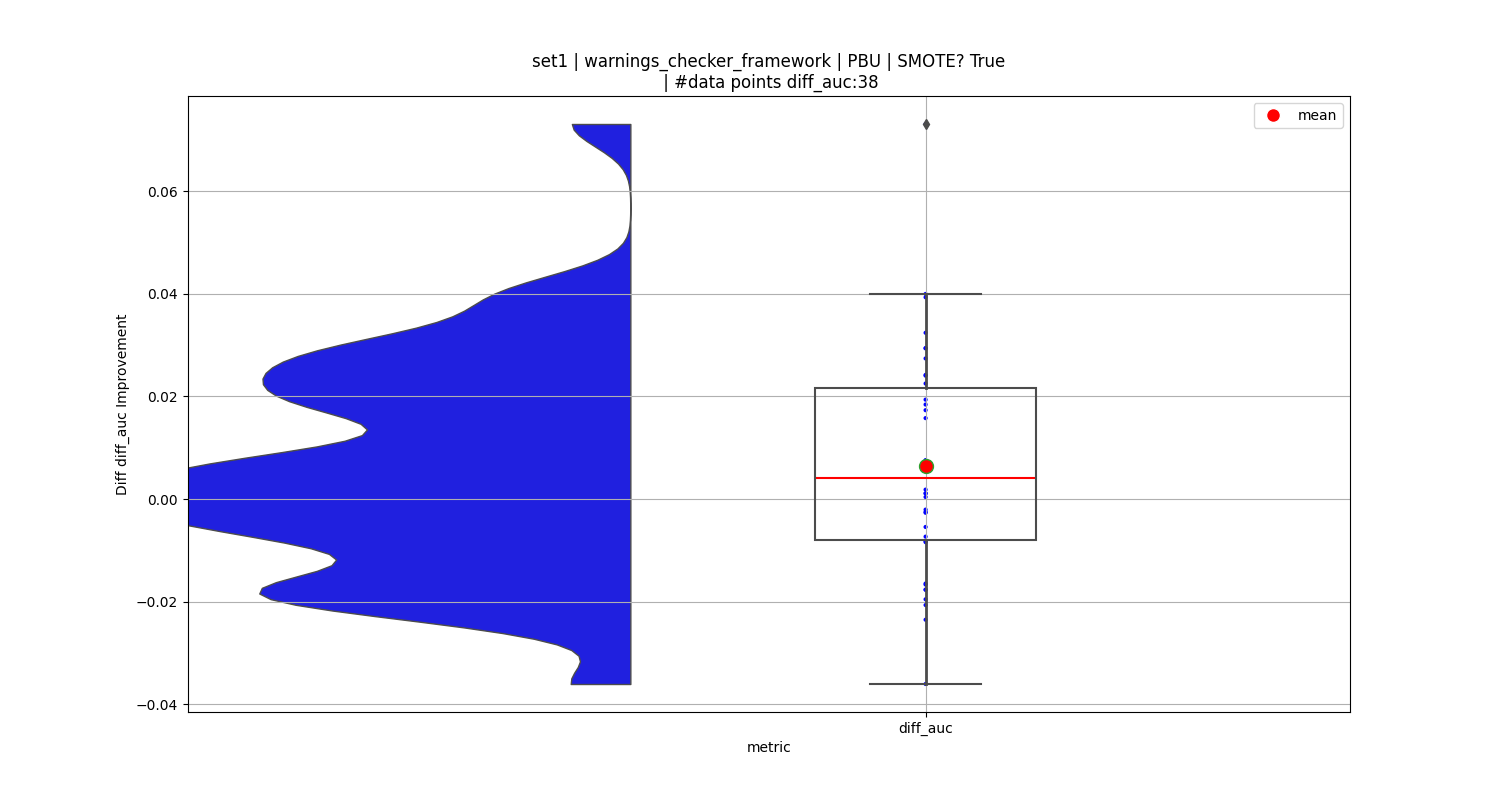 set1 | warnings_checker_framework | PBU | SMOTE? True
| #data points diff_auc:38
mean
0.06
0.04
0.02
0.00
−0.02
−0.04
Diff diff_auc Improvement
diff_auc
metric